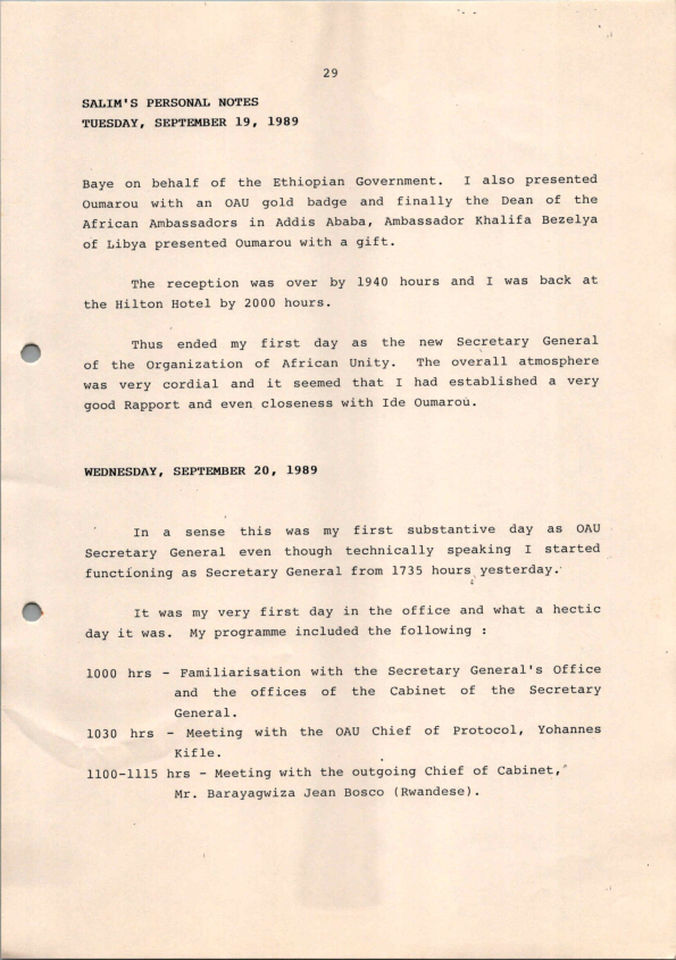 29
SALIM'S PERSONAL NOTES
TUESDAY, SEPTEMBER 19, 1989
Baye on behalf of the Ethiopian Government. I also presented
Oumarou with an OAU gold badge and finally the Dean of the
African Ambassadors in Addis Ababa, Ambassador Khalifa Bezelya
of Libya presented Oumarou with a gift.
The reception was over by 1940 hours and I was back at
the Hilton Hotel by 2000 hours.
Thus ended my first day as the new Secretary General
of the Organization of African Unity. The overall atmosphere
was very cordial and it seemed that I had established a very
good Rapport and even closeness with Ide Oumarou.
WEDNESDAY, SEPTEMBER 20, 1989
In a sense this was my first substantive day as OAU
Secretary General even though technically speaking I started
functioning as Secretary General from 1735 hours yesterday.
It was my very first day in the office and what a hectic
day it was. My programme included the following :
1000 hrs - Familiarisation with the Secretary General's Office
and the offices of the Cabinet of the Secretary
General.
1030 hrs - Meeting with the OAU Chief of Protocol, Yohannes
Kifle.
1100-1115 hrs - Meeting with the outgoing Chief of Cabinet,
Mr. Barayagwiza Jean Bosco (Rwandese).